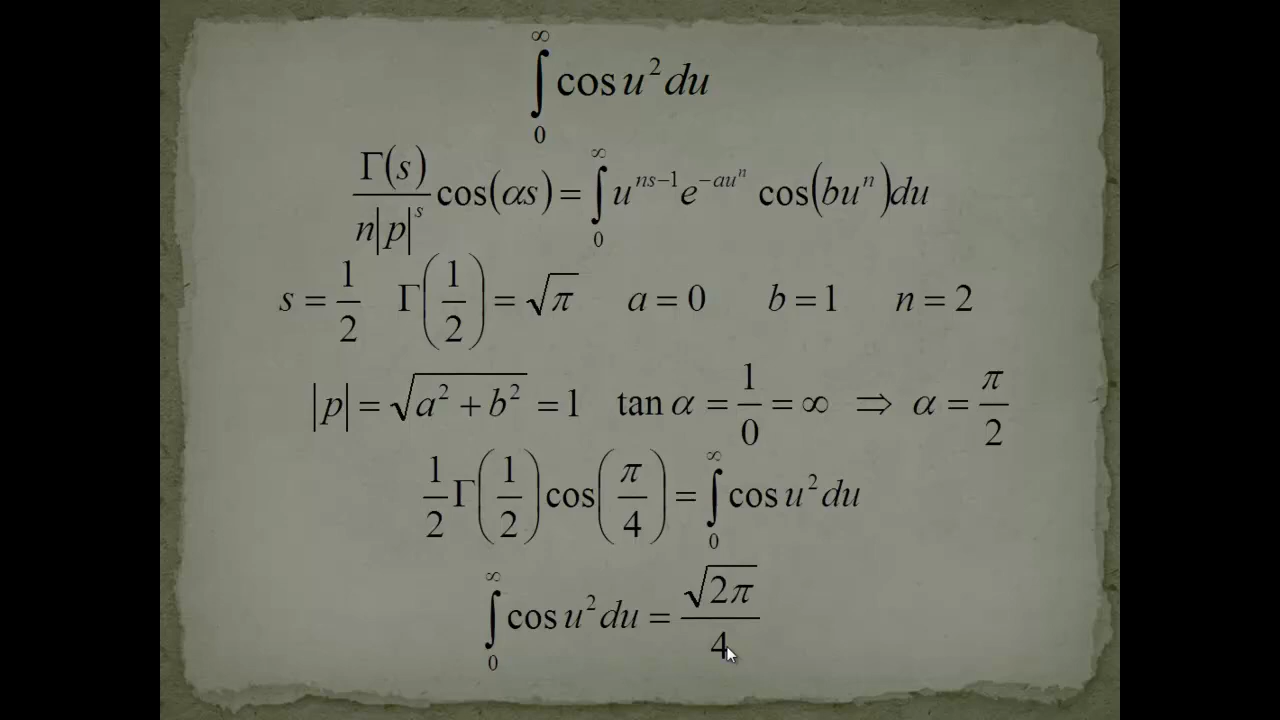 ∫₀^∞ cos u² du
Γ(s)/(n|p|^s) cos(αs) = ∫₀^∞ u^(ns−1) e^(−au^n) cos(bu^n) du
s = 1/2 Γ(1/2) = √π a = 0 b = 1 n = 2
|p| = √(a² + b²) = 1 tan α = 1/0 = ∞ ⇒ α = π/2
1/2 Γ(1/2) cos(π/4) = ∫₀^∞ cos u² du
∫₀^∞ cos u² du = √(2π)/4